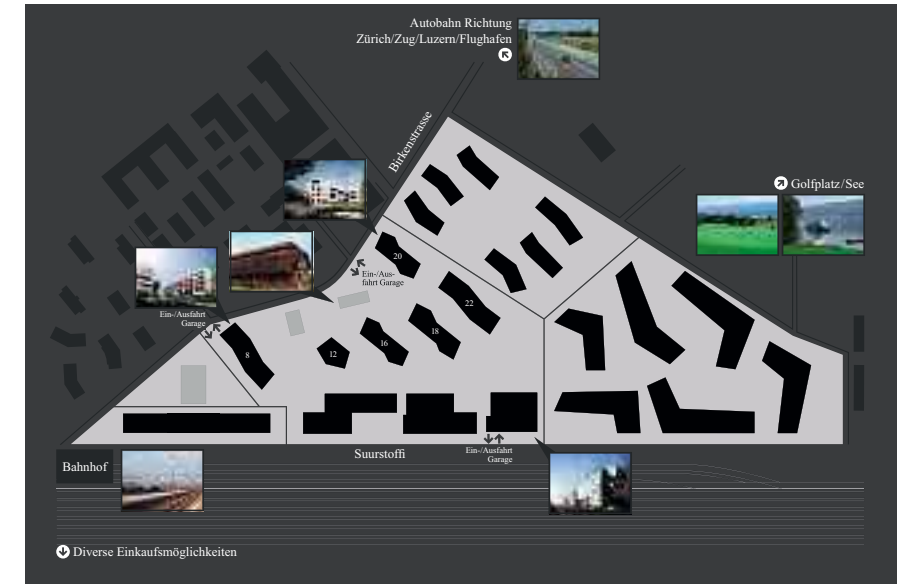 Autobahn Richtung
Zürich/Zug/Luzern/Flughafen
Birkenstrasse
Golfplatz/See
20
Ein-/Aus-
fahrt Garage
22
Ein-/Ausfahrt
Garage
18
16
12
8
Suurstoffi
Ein-/Ausfahrt
Garage
Bahnhof
Diverse Einkaufsmöglichkeiten